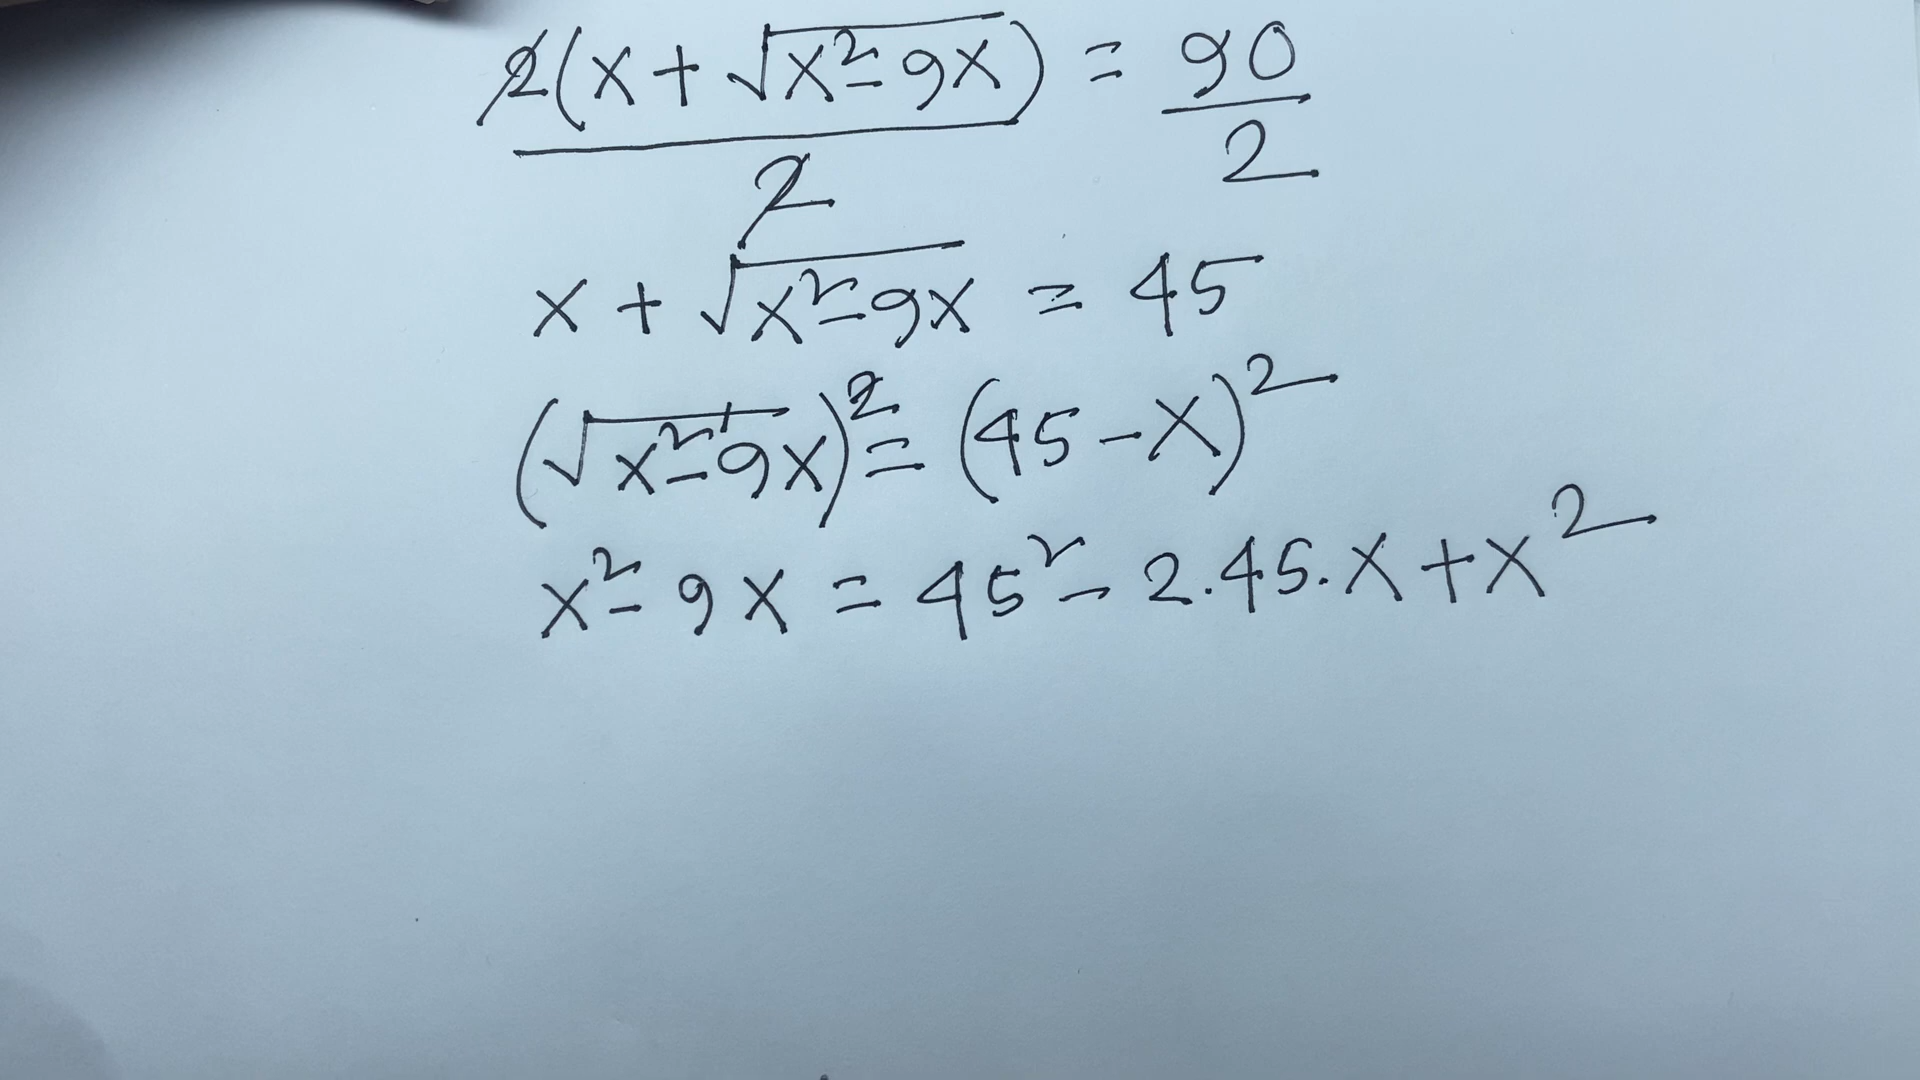 2(x + √(x² - 9x))/2 = 90/2
x + √(x² - 9x) = 45
(√(x² - 9x))² = (45 - x)²
x² - 9x = 45² - 2.45.x + x²